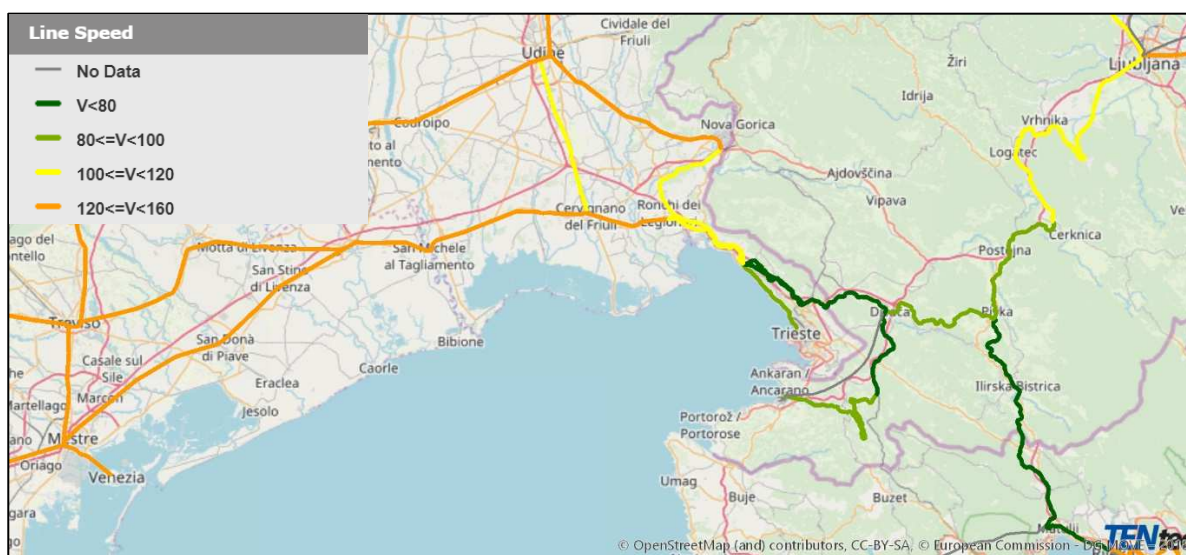 Line Speed
No Data
V<80
80<=V<100
100<=V<120
120<=V<160
Cividale del
Friuli
Udine
Žiri
Ljubljana
Idrija
Vrhnika
Codroipo
Nova Gorica
Logatec
Ajdovščina
Vipava
Cervignano
del Friuli
Ronchi dei
Cerknica
Postojna
Motta di Livenza
San Michele
al Tagliamento
San Stino
di Livenza
Pivka
Treviso
Trieste
San Donà
di Piave
Bibione
Casale sul
Sile
Caorle
Ankaran /
Ancarano
Eraclea
Ilirska Bistrica
Martellago
Marcon
Jesolo
Portorož /
Portorose
Mestre
Oriago
Venezia
Umag
Buje
Buzet
Matulji
© OpenStreetMap (and) contributors, CC-BY-SA, © European Commission